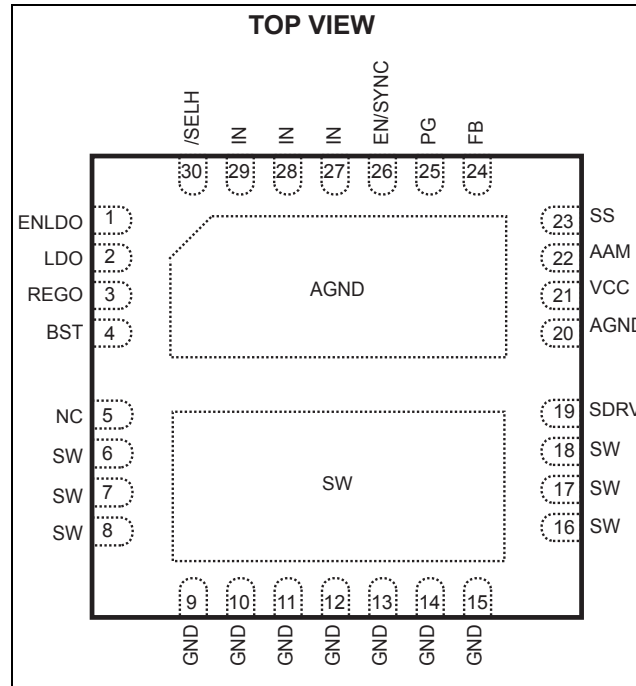 TOP VIEW
/SELH IN IN IN EN/SYNC PG FB
30 29 28 27 26 25 24
ENLDO 1
LDO 2
REGO 3
BST 4
NC 5
SW 6
SW 7
SW 8
AGND
SW
23 SS
22 AAM
21 VCC
20 AGND
19 SDRV
18 SW
17 SW
16 SW
9 10 11 12 13 14 15
GND GND GND GND GND GND GND